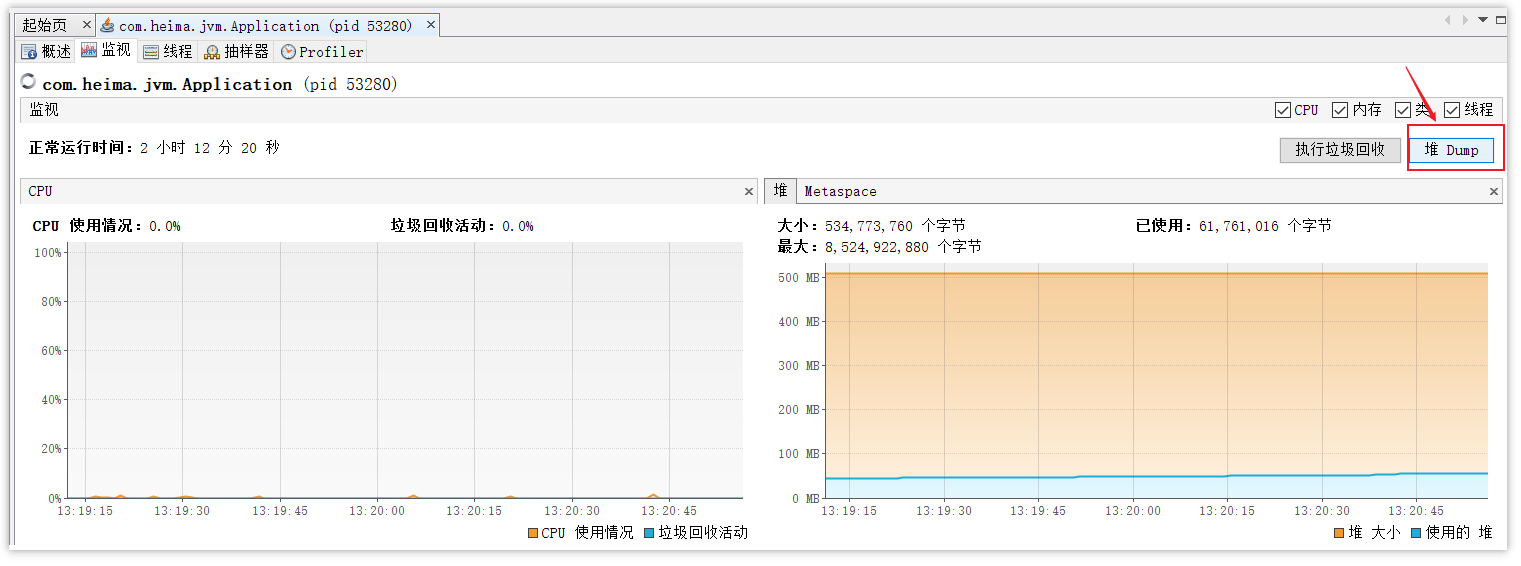 起始页 com.heima.jvm.Application (pid 53280)
概述 监视 线程 抽样器 Profiler
com.heima.jvm.Application (pid 53280)
监视 CPU 内存 类 线程
正常运行时间：2 小时 12 分 20 秒 执行垃圾回收 堆 Dump
CPU 堆 Metaspace
CPU 使用情况：0.0% 垃圾回收活动：0.0% 大小：534,773,760 个字节 已使用：61,761,016 个字节
最大：8,524,922,880 个字节
100%
80%
60%
40%
20%
0%
13:19:15 13:19:30 13:19:45 13:20:00 13:20:15 13:20:30 13:20:45
CPU 使用情况 垃圾回收活动
500 MB
400 MB
300 MB
200 MB
100 MB
0 MB
13:19:15 13:19:30 13:19:45 13:20:00 13:20:15 13:20:30 13:20:45
堆 大小 使用的 堆